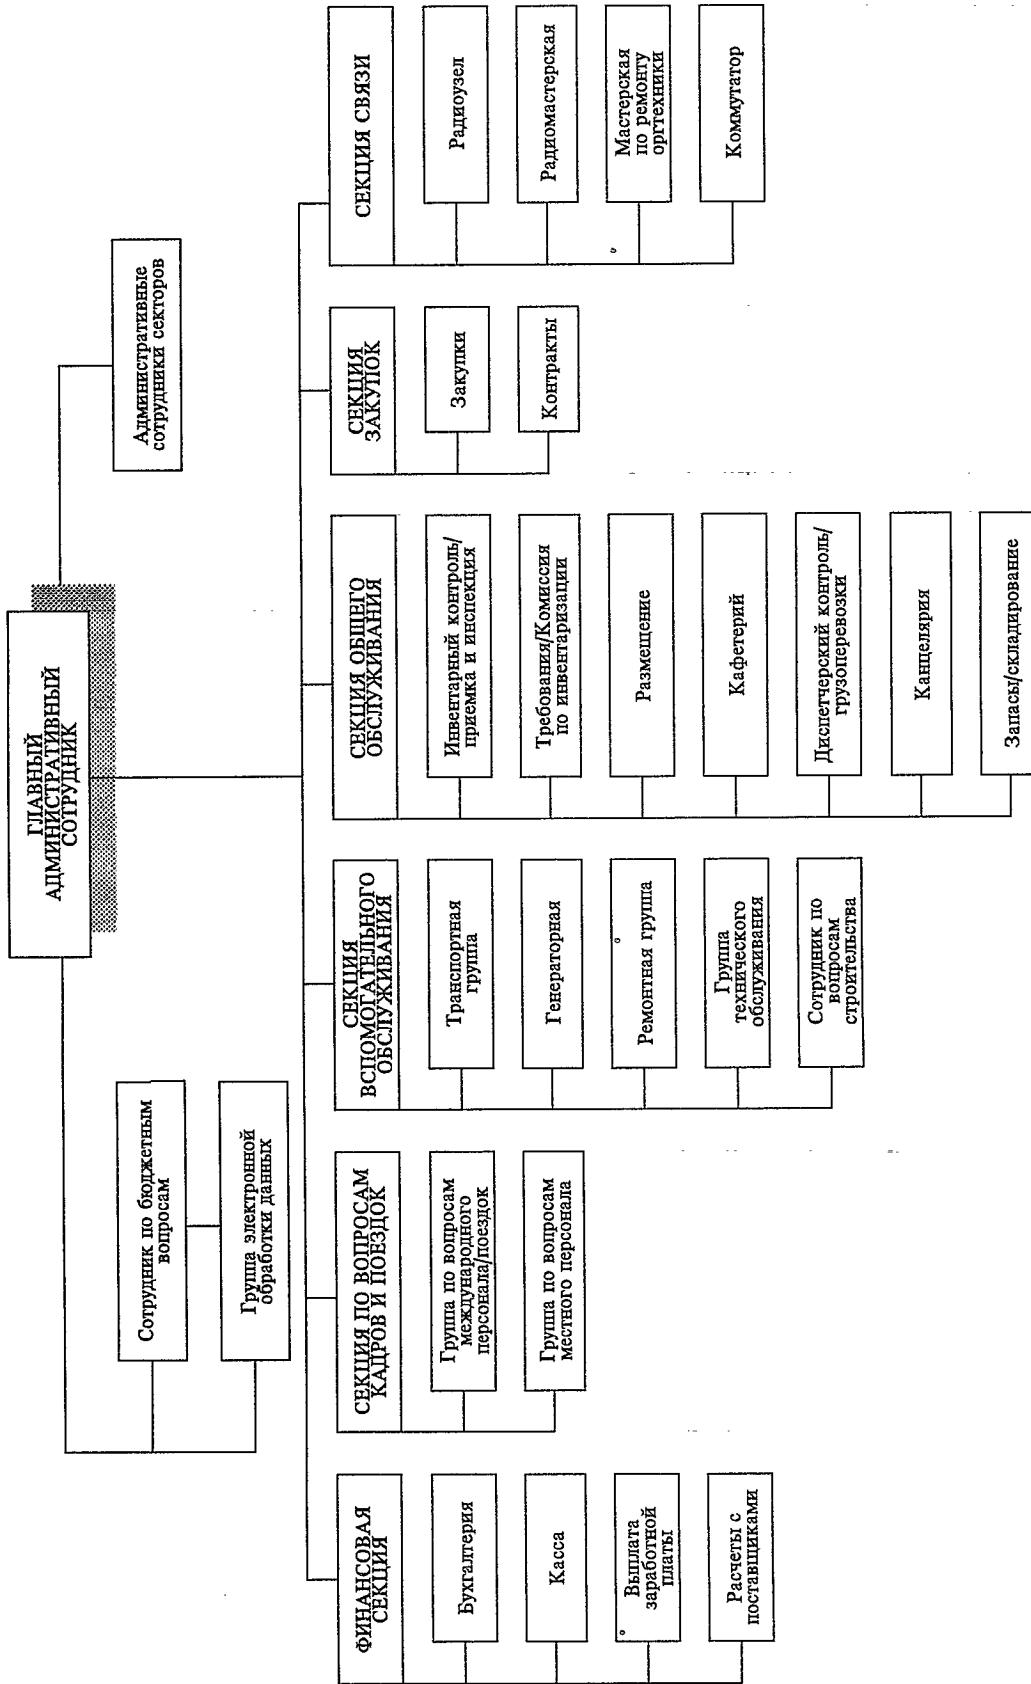 ГЛАВНЫЙ
АДМИНИСТРАТИВНЫЙ
СОТРУДНИК
Сотрудник по бюджетным
вопросам
Группа электронной
обработки данных
Административные
сотрудники секторов
ФИНАНСОВАЯ
СЕКЦИЯ
Бухгалтерия
Касса
Выплата
заработной
платы
Расчеты с
поставщиками
СЕКЦИЯ ПО ВОПРОСАМ
КАДРОВ И ПОЕЗДОК
Группа по вопросам
международного
персонала/поездок
Группа по вопросам
местного персонала
СЕКЦИЯ
ВСПОМОГАТЕЛЬНОГО
ОБСЛУЖИВАНИЯ
Транспортная
группа
Генераторная
Ремонтная группа
Группа
технического
обслуживания
Сотрудник по
вопросам
строительства
СЕКЦИЯ ОБЩЕГО
ОБСЛУЖИВАНИЯ
Инвентарный контроль/
приемка и инспекция
Требования/Комиссия
по инвентаризации
Размещение
Кафетерий
Диспетчерский контроль/
грузоперевозки
Канцелярия
Запасы/складирование
СЕКЦИЯ
ЗАКУПОК
Закупки
Контракты
СЕКЦИЯ СВЯЗИ
Радиоузел
Радиомастерская
Мастерская
по ремонту
оргтехники
Коммутатор